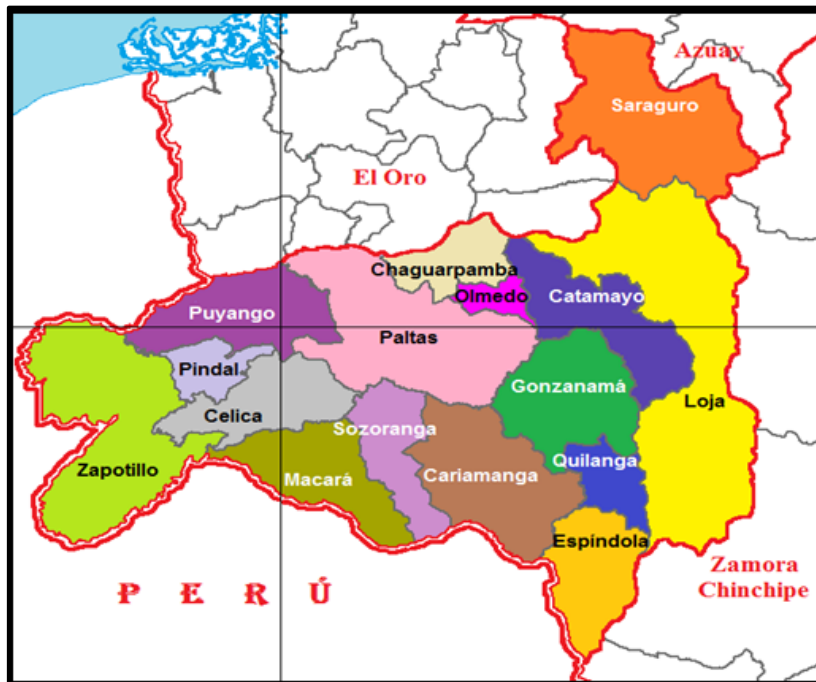 Azuay
Saraguro
El Oro
Chaguarpamba
Olmedo
Catamayo
Puyango
Paltas
Pindal
Gonzanamá
Loja
Celica
Sozoranga
Zapotillo
Macará
Cariamanga
Quilanga
Espíndola
Zamora
Chinchipe
PERÚ